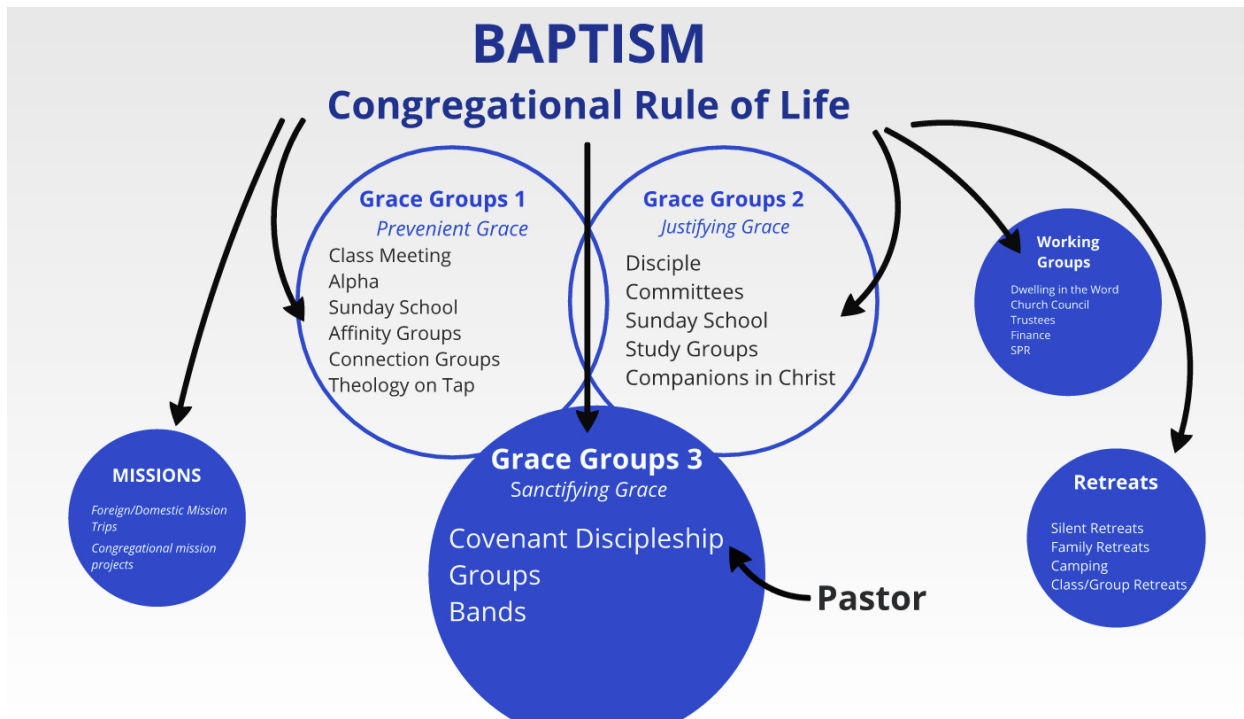 BAPTISM
Congregational Rule of Life
Grace Groups 1
Prevenient Grace
Class Meeting
Alpha
Sunday School
Affinity Groups
Connection Groups
Theology on Tap
Grace Groups 2
Justifying Grace
Disciple
Committees
Sunday School
Study Groups
Companions in Christ
Working
Groups
Dwelling in the Word
Church Council
Trustees
Finance
SPR
MISSIONS
Foreign/Domestic Mission
Trips
Congregational mission
projects
Grace Groups 3
Sanctifying Grace
Covenant Discipleship
Groups
Bands
Pastor
Retreats
Silent Retreats
Family Retreats
Camping
Class/Group Retreats